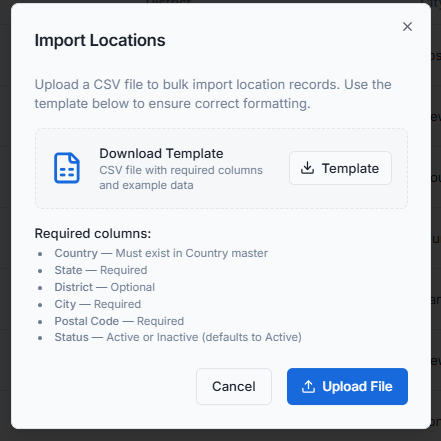 Import Locations
Upload a CSV file to bulk import location records. Use the
template below to ensure correct formatting.
Download Template
CSV file with required columns
and example data
Template
Required columns:
• Country — Must exist in Country master
• State — Required
• District — Optional
• City — Required
• Postal Code — Required
• Status — Active or Inactive (defaults to Active)
Cancel
Upload File